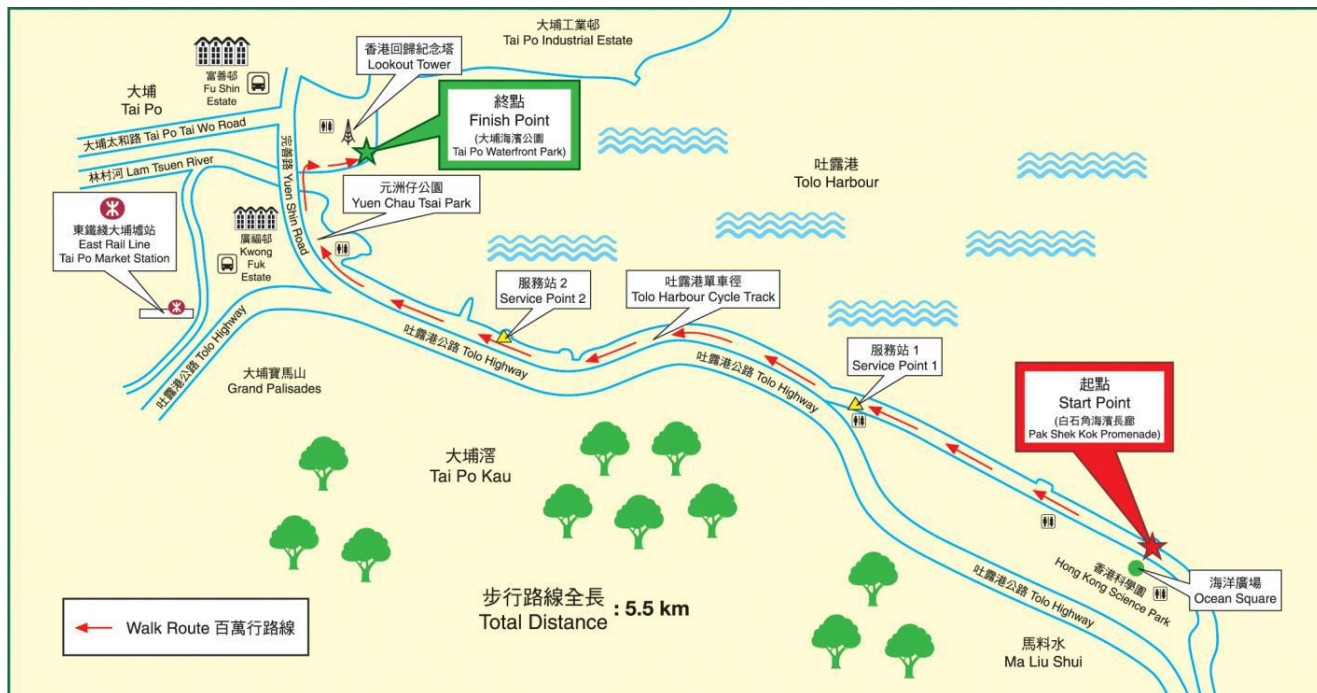 大埔工業邨
Tai Po Industrial Estate
香港回歸紀念塔
Lookout Tower
富善邨
Fu Shin
Estate
大埔
Tai Po
終點
Finish Point
(大埔海濱公園
Tai Po Waterfront Park)
大埔太和路 Tai Po Tai Wo Road
完善路 Yuen Shin Road
林村河 Lam Tsuen River
吐露港
Tolo Harbour
元洲仔公園
Yuen Chau Tsai Park
東鐵綫大埔墟站
East Rail Line
Tai Po Market Station
廣福邨
Kwong
Fuk
Estate
服務站 2
Service Point 2
吐露港單車徑
Tolo Harbour Cycle Track
吐露港公路 Tolo Highway
吐露港公路 Tolo Highway
吐露港公路 Tolo Highway
服務站 1
Service Point 1
大埔寶馬山
Grand Palisades
起點
Start Point
(白石角海濱長廊
Pak Shek Kok Promenade)
大埔滘
Tai Po Kau
香港科學園
Hong Kong Science Park
海洋廣場
Ocean Square
吐露港公路 Tolo Highway
步行路線全長
Total Distance : 5.5 km
Walk Route 百萬行路線
馬料水
Ma Liu Shui